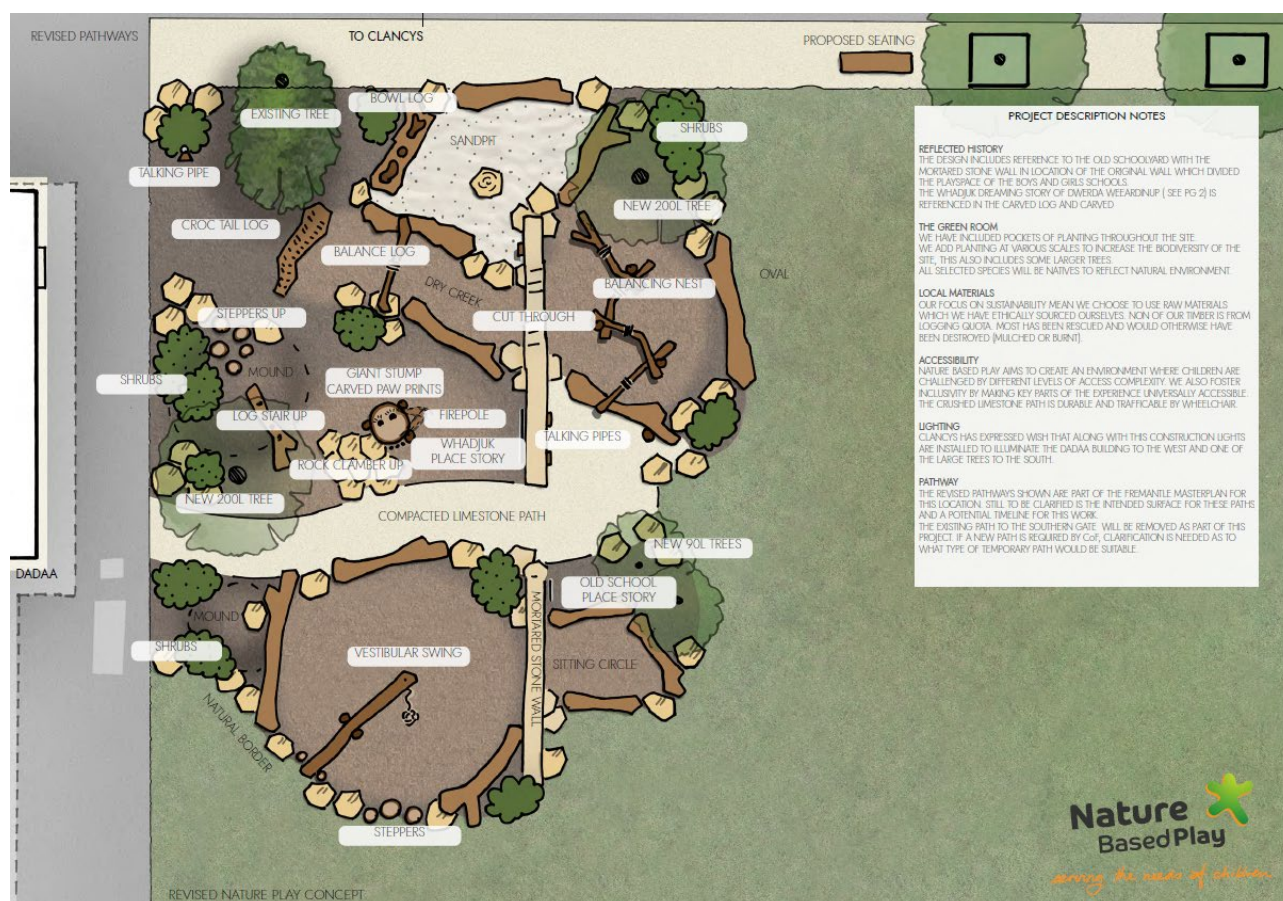 REVISED PATHWAYS
TO CLANCYS
PROPOSED SEATING
BOWL LOG
EXISTING TREE
SANDPIT
SHRUBS
TALKING PIPE
NEW 200L TREE
CROC TAIL LOG
BALANCE LOG
OVAL
BALANCING NEST
DRY CREEK
STEPPERS UP
CUT THROUGH
MOUND
GIANT STUMP
CARVED PAW PRINTS
SHRUBS
LOG STAIR UP
FIREPOLE
WHADJUK
PLACE STORY
TALKING PIPES
ROCK CLAMBER UP
NEW 200L TREE
COMPACTED LIMESTONE PATH
NEW 90L TREES
DADAA
OLD SCHOOL
PLACE STORY
MOUND
MORTARED STONE WALL
SHRUBS
VESTIBULAR SWING
SITTING CIRCLE
NATURAL BORDER
STEPPERS
REVISED NATURE PLAY CONCEPT
PROJECT DESCRIPTION NOTES
REFLECTED HISTORY
THE DESIGN INCLUDES REFERENCE TO THE OLD SCHOOLYARD WITH THE
MORTARED STONE WALL IN LOCATION OF THE ORIGINAL WALL WHICH DIVIDED
THE PLAYSPACE OF THE BOYS AND GIRLS SCHOOLS.
THE WHADJUK DREAMING STORY OF DWERDA WEEARDINUP ( SEE PG 2) IS
REFERENCED IN THE CARVED LOG AND CARVED
THE GREEN ROOM
WE HAVE INCLUDED POCKETS OF PLANTING THROUGHOUT THE SITE.
WE ADD PLANTING AT VARIOUS SCALES TO INCREASE THE BIODIVERSITY OF THE
SITE, THIS ALSO INCLUDES SOME LARGER TREES.
ALL SELECTED SPECIES WILL BE NATIVES TO REFLECT NATURAL ENVIRONMENT.
LOCAL MATERIALS
OUR FOCUS ON SUSTAINABILITY MEAN WE CHOOSE TO USE RAW MATERIALS
WHICH WE HAVE ETHICALLY SOURCED OURSELVES. NON OF OUR TIMBER IS FROM
LOGGING QUOTA. MOST HAS BEEN RESCUED AND WOULD OTHERWISE HAVE
BEEN DESTROYED (MULCHED OR BURNT).
ACCESSIBILITY
NATURE BASED PLAY AIMS TO CREATE AN ENVIRONMENT WHERE CHILDREN ARE
CHALLENGED BY DIFFERENT LEVELS OF ACCESS COMPLEXITY. WE ALSO FOSTER
INCLUSIVITY BY MAKING KEY PARTS OF THE EXPERIENCE UNIVERSALLY ACCESSIBLE.
THE CRUSHED LIMESTONE PATH IS DURABLE AND TRAFFICABLE BY WHEELCHAIR.
LIGHTING
CLANCYS HAS EXPRESSED WISH THAT ALONG WITH THIS CONSTRUCTION LIGHTS
ARE INSTALLED TO ILLUMINATE THE DADAA BUILDING TO THE WEST AND ONE OF
THE LARGE TREES TO THE SOUTH.
PATHWAY
THE REVISED PATHWAYS SHOWN ARE PART OF THE FREMANTLE MASTERPLAN FOR
THIS LOCATION. STILL TO BE CLARIFIED IS THE INTENDED SURFACE FOR THESE PATHS
AND A POTENTIAL TIMELINE FOR THIS WORK.
THE EXISTING PATH TO THE SOUTHERN GATE WILL BE REMOVED AS PART OF THIS
PROJECT. IF A NEW PATH IS REQUIRED BY CoF, CLARIFICATION IS NEEDED AS TO
WHAT TYPE OF TEMPORARY PATH WOULD BE SUITABLE.
Nature
Based Play
serving the needs of children